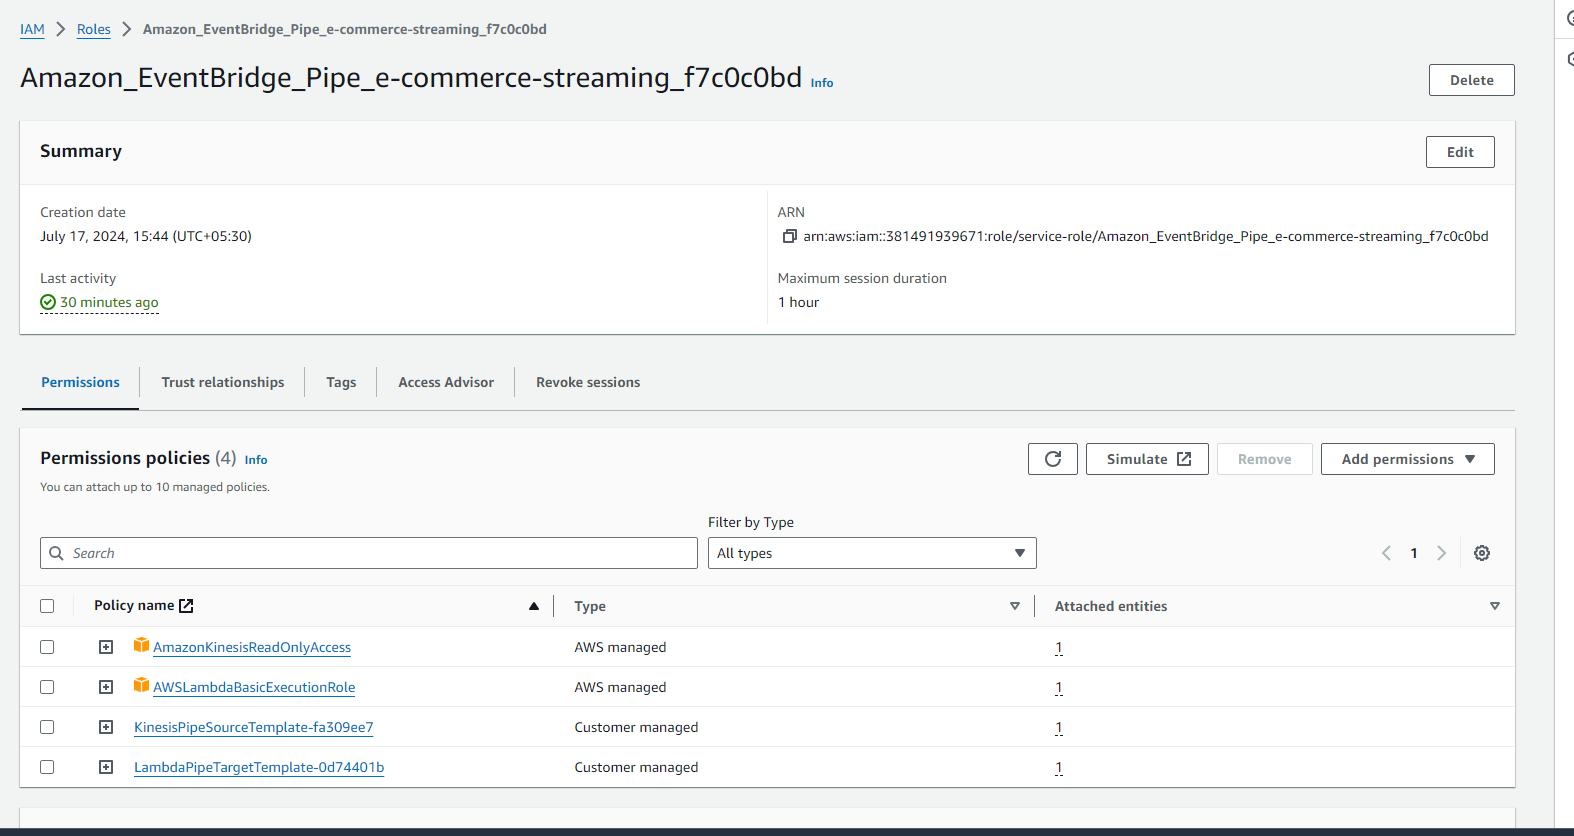 IAM > Roles > Amazon_EventBridge_Pipe_e-commerce-streaming_f7c0c0bd
Amazon_EventBridge_Pipe_e-commerce-streaming_f7c0c0bd Info
Delete
Summary
Edit
Creation date
July 17, 2024, 15:44 (UTC+05:30)
ARN
arn:aws:iam::381491939671:role/service-role/Amazon_EventBridge_Pipe_e-commerce-streaming_f7c0c0bd
Last activity
30 minutes ago
Maximum session duration
1 hour
Permissions
Trust relationships
Tags
Access Advisor
Revoke sessions
Permissions policies (4) Info
You can attach up to 10 managed policies.
Simulate
Remove
Add permissions
Filter by Type
Search
All types
1
Policy name
Type
Attached entities
AmazonKinesisReadOnlyAccess AWS managed 1
AWSLambdaBasicExecutionRole AWS managed 1
KinesisPipeSourceTemplate-fa309ee7 Customer managed 1
LambdaPipeTargetTemplate-0d74401b Customer managed 1